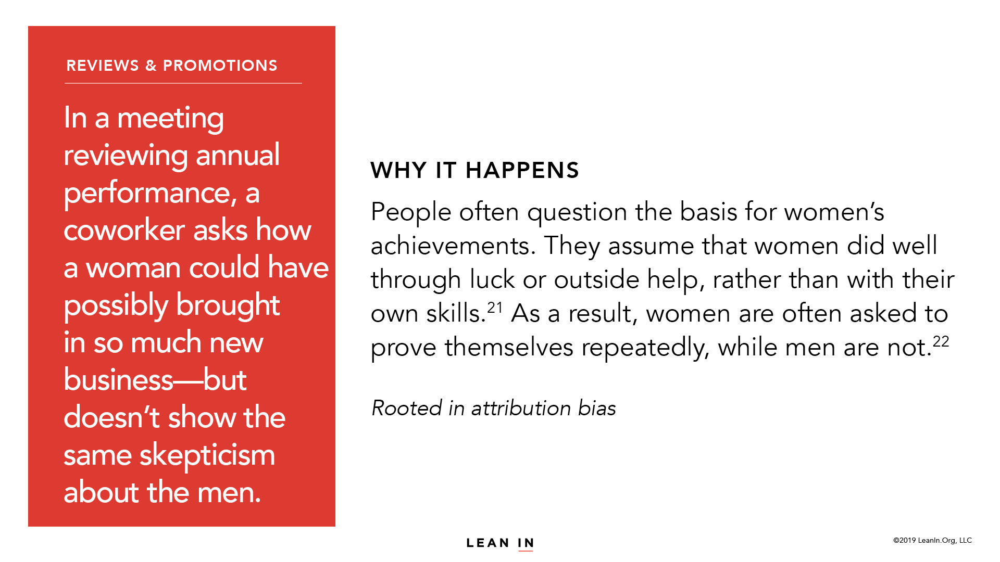 REVIEWS & PROMOTIONS
In a meeting
reviewing annual
performance, a
coworker asks how
a woman could have
possibly brought
in so much new
business—but
doesn’t show the
same skepticism
about the men.
WHY IT HAPPENS
People often question the basis for women’s
achievements. They assume that women did well
through luck or outside help, rather than with their
own skills.²¹ As a result, women are often asked to
prove themselves repeatedly, while men are not.²²
Rooted in attribution bias
LEAN IN
©2019 LeanIn.Org, LLC